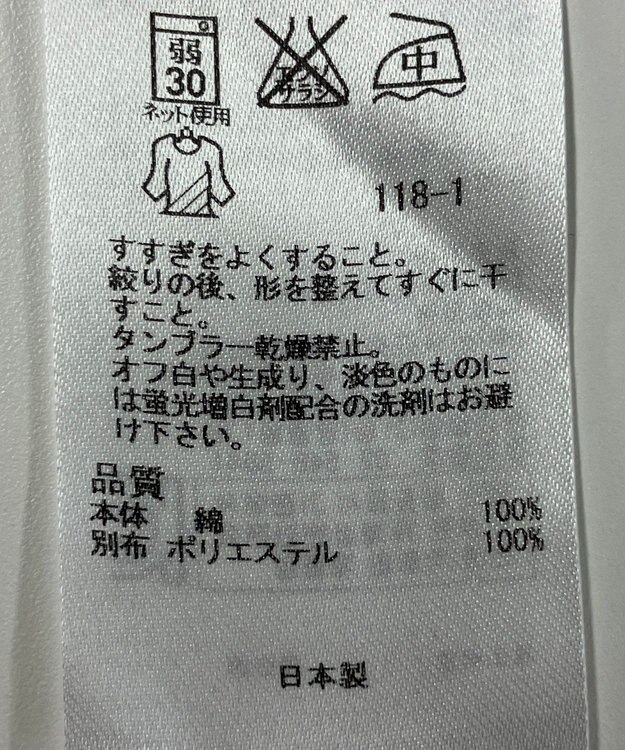 弱
30
エンソ
サラシ
中
ネット使用
118-1
すすぎをよくすること。
絞りの後、形を整えてすぐに干
すこと。
タンブラー乾燥禁止。
オフ白や生成り、淡色のものに
は蛍光増白剤配合の洗剤はお避
け下さい。
品質
本体 綿 100%
別布 ポリエステル 100%
日本製